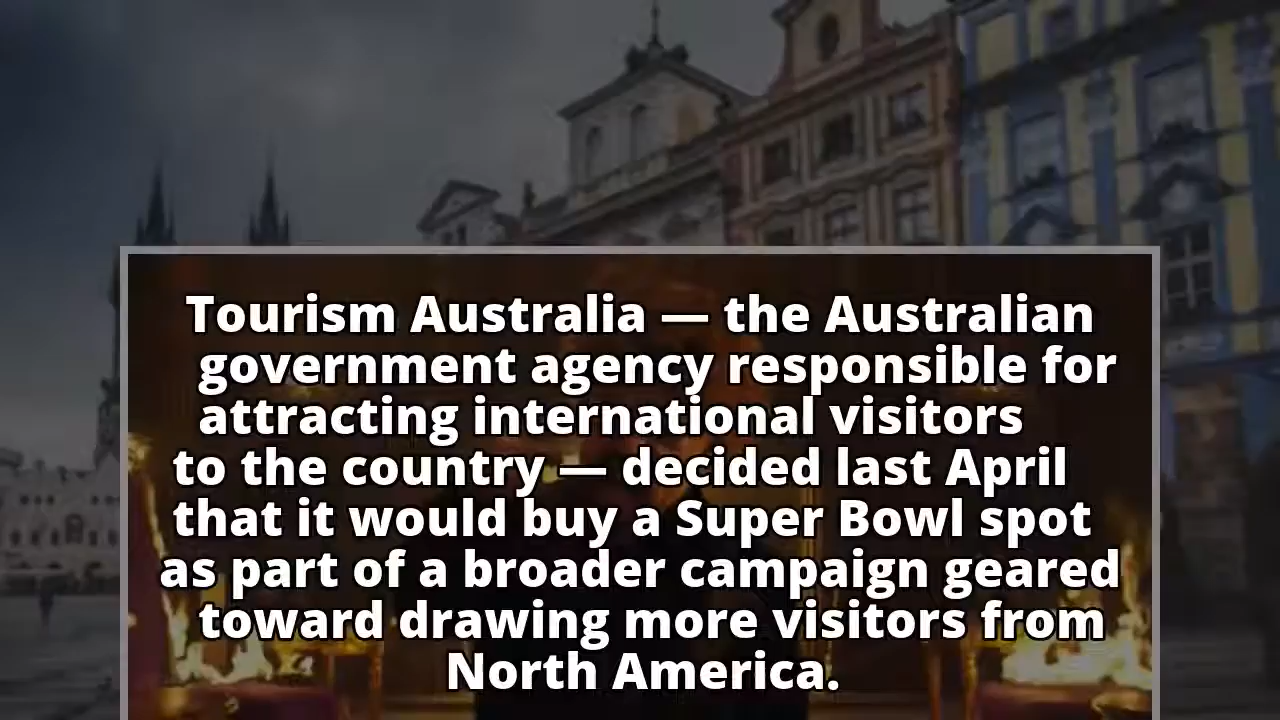 Tourism Australia — the Australian
government agency responsible for
attracting international visitors
to the country — decided last April
that it would buy a Super Bowl spot
as part of a broader campaign geared
toward drawing more visitors from
North America.